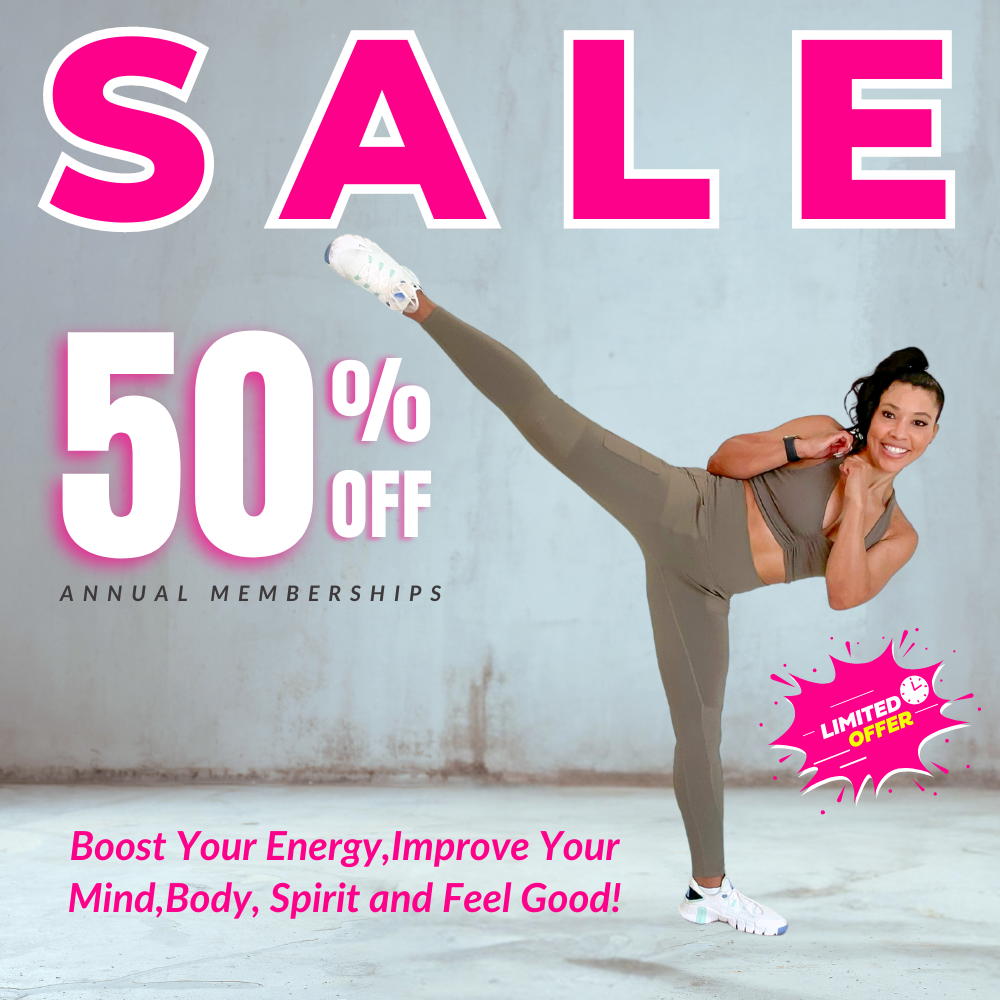 SALE
50%
OFF
ANNUAL MEMBERSHIPS
LIMITED
OFFER
Boost Your Energy,Improve Your
Mind,Body, Spirit and Feel Good!